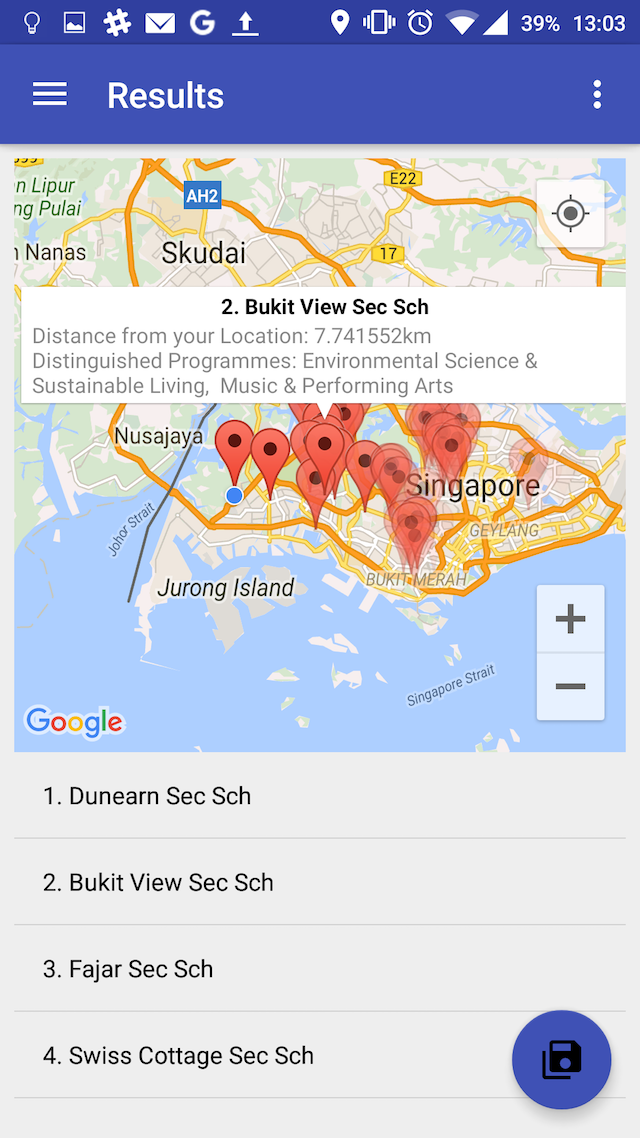 39% 13:03
Results
n Lipur
ng Pulai
AH2
E22
n Nanas
Skudai
17
2. Bukit View Sec Sch
Distance from your Location: 7.741552km
Distinguished Programmes: Environmental Science &
Sustainable Living, Music & Performing Arts
Nusajaya
Singapore
Johor Strait
GEYLANG
BUKIT MERAH
Jurong Island
Singapore Strait
Google
1. Dunearn Sec Sch
2. Bukit View Sec Sch
3. Fajar Sec Sch
4. Swiss Cottage Sec Sch